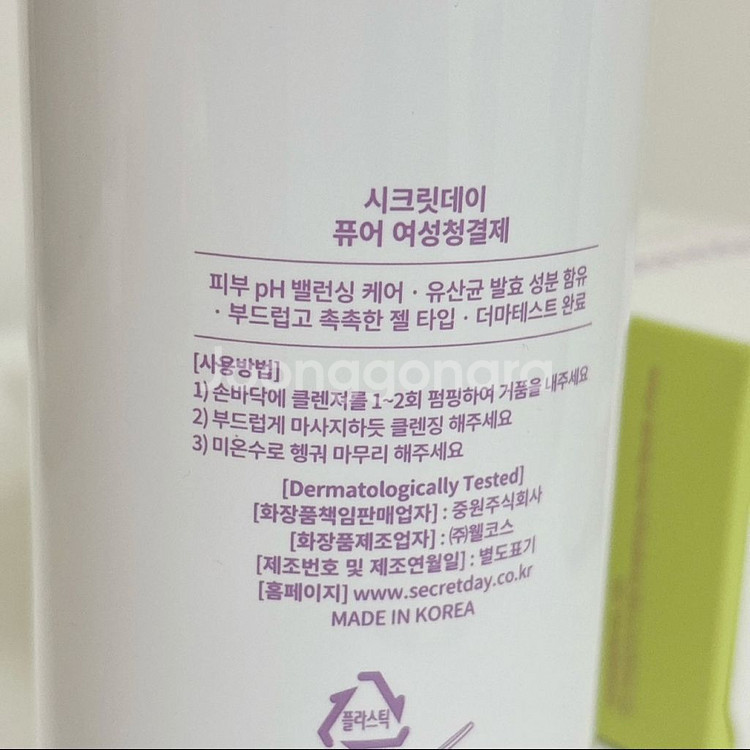 시크릿데이
퓨어 여성청결제
피부 pH 밸런싱 케어 · 유산균 발효 성분 함유
· 부드럽고 촉촉한 젤 타입 · 더마테스트 완료
[사용방법]
1) 손바닥에 클렌저를 1~2회 펌핑하여 거품을 내주세요
2) 부드럽게 마사지하듯 클렌징 해주세요
3) 미온수로 헹궈 마무리 해주세요
[Dermatologically Tested]
[화장품책임판매업자] : 중원주식회사
[화장품제조업자] : ㈜웰코스
[제조번호 및 제조연월일] : 별도표기
[홈페이지] www.secretday.co.kr
MADE IN KOREA
플라스틱
Joonggonara